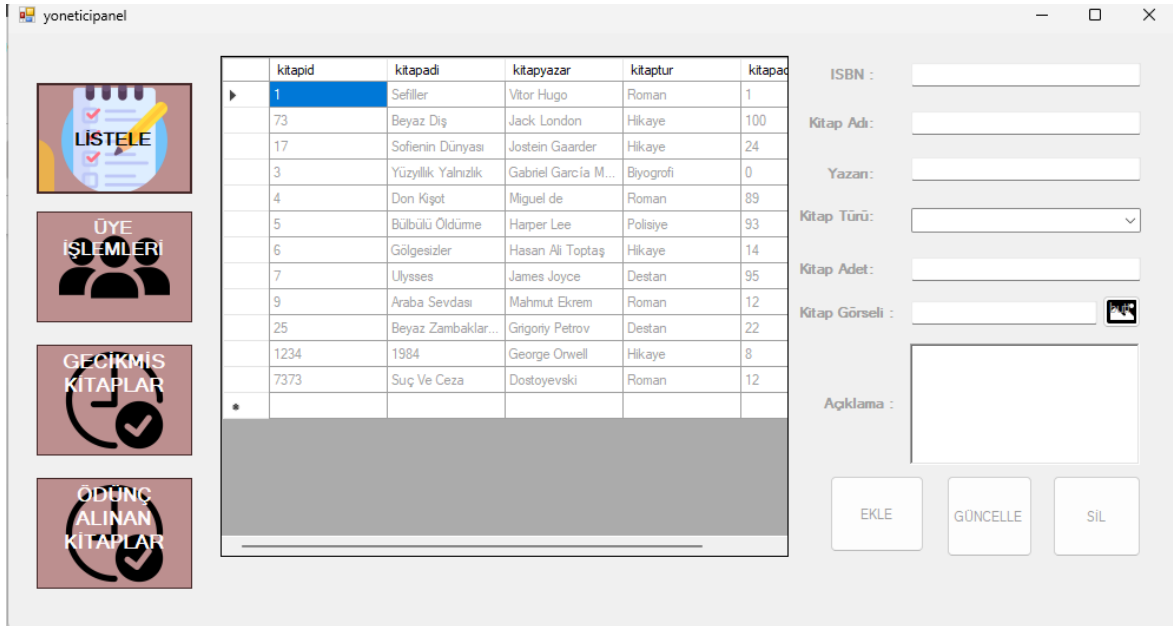 yoneticipanel
LİSTELE
ÜYE
İŞLEMLERİ
GECİKMİS
KİTAPLAR
ÖDÜNÇ
ALINAN
KİTAPLAR
kitapid kitapadi kitapyazar kitaptur kitapad
1 Sefiller Vitor Hugo Roman 1
73 Beyaz Diş Jack London Hikaye 100
17 Sofienin Dünyası Jostein Gaarder Hikaye 24
3 Yüzyıllık Yalnızlık Gabriel García M... Biyogrofi 0
4 Don Kişot Miguel de Roman 89
5 Bülbülü Öldürme Harper Lee Polisiye 93
6 Gölgesizler Hasan Ali Toptaş Hikaye 14
7 Ulysses James Joyce Destan 95
9 Araba Sevdası Mahmut Ekrem Roman 12
25 Beyaz Zambaklar... Grigoriy Petrov Destan 22
1234 1984 George Orwell Hikaye 8
7373 Suç Ve Ceza Dostoyevski Roman 12
ISBN :
Kitap Adı:
Yazarı:
Kitap Türü:
Kitap Adet:
Kitap Görseli :
Açıklama :
EKLE GÜNCELLE SİL